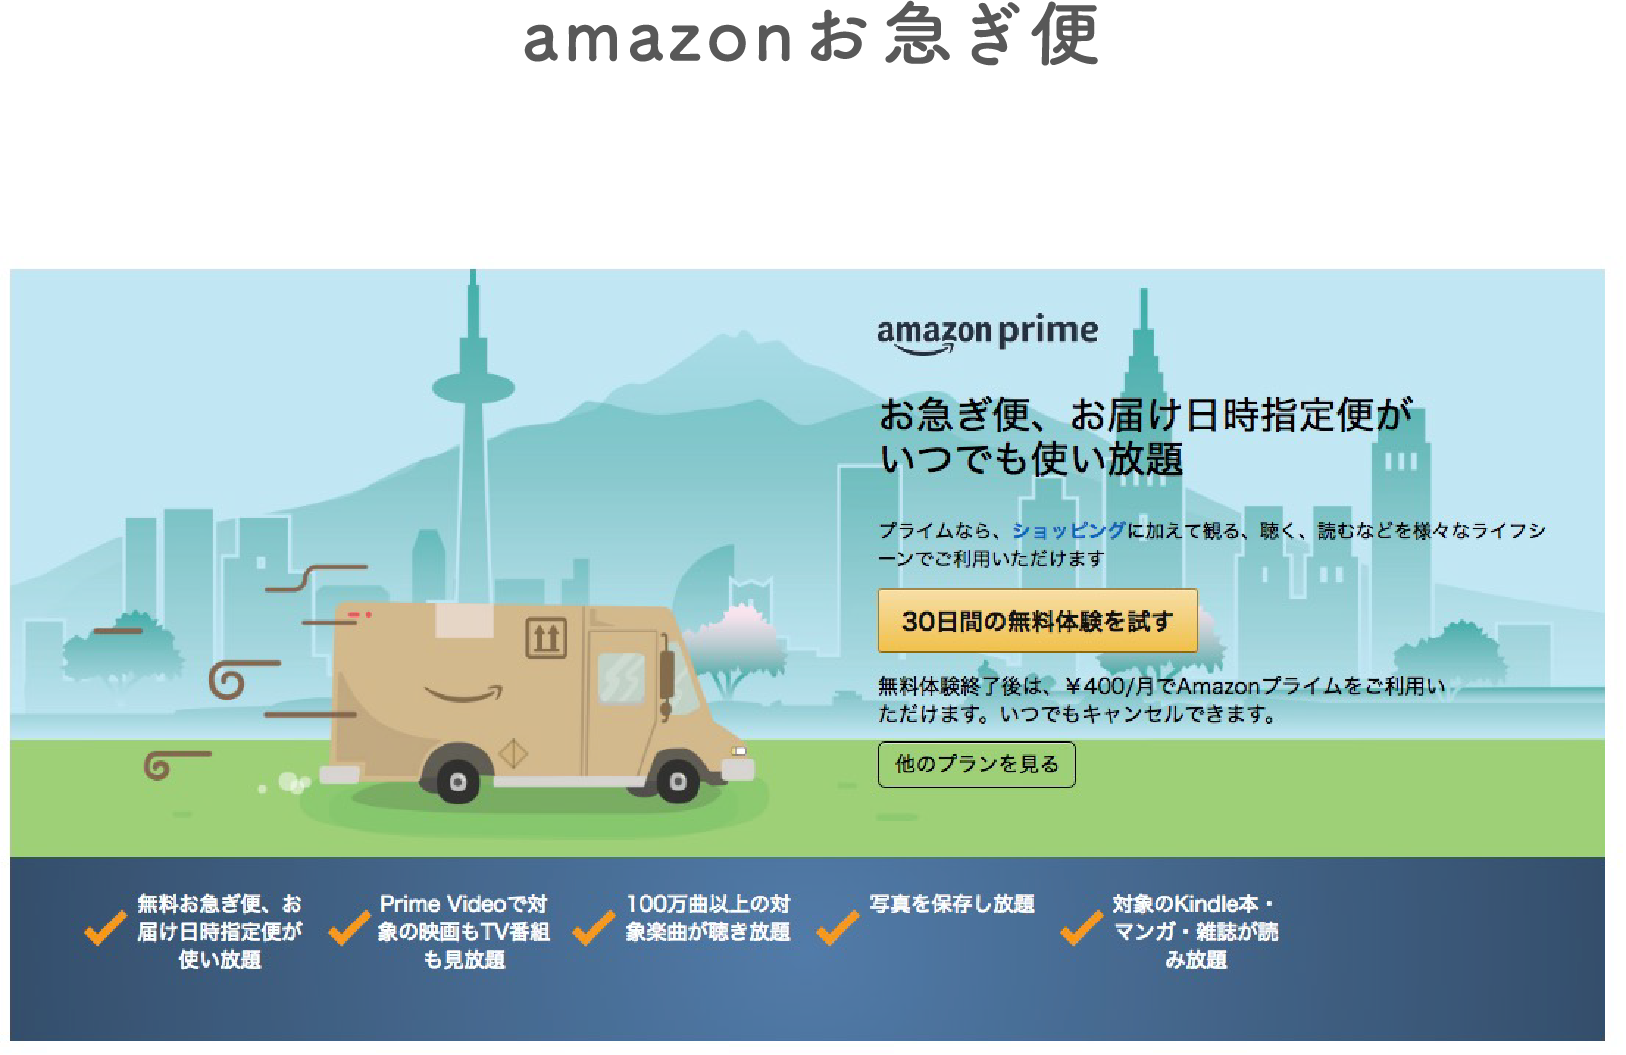 amazonお急ぎ便
amazon prime
お急ぎ便、お届け日時指定便が
いつでも使い放題
プライムなら、ショッピングに加えて観る、聴く、読むなどを様々なライフシ
ーンでご利用いただけます
30日間の無料体験を試す
無料体験終了後は、￥400/月でAmazonプライムをご利用い
ただけます。いつでもキャンセルできます。
他のプランを見る
無料お急ぎ便、お
届け日時指定便が
使い放題
Prime Videoで対
象の映画もTV番組
も見放題
100万曲以上の対
象楽曲が聴き放題
写真を保存し放題
対象のKindle本・
マンガ・雑誌が読
み放題